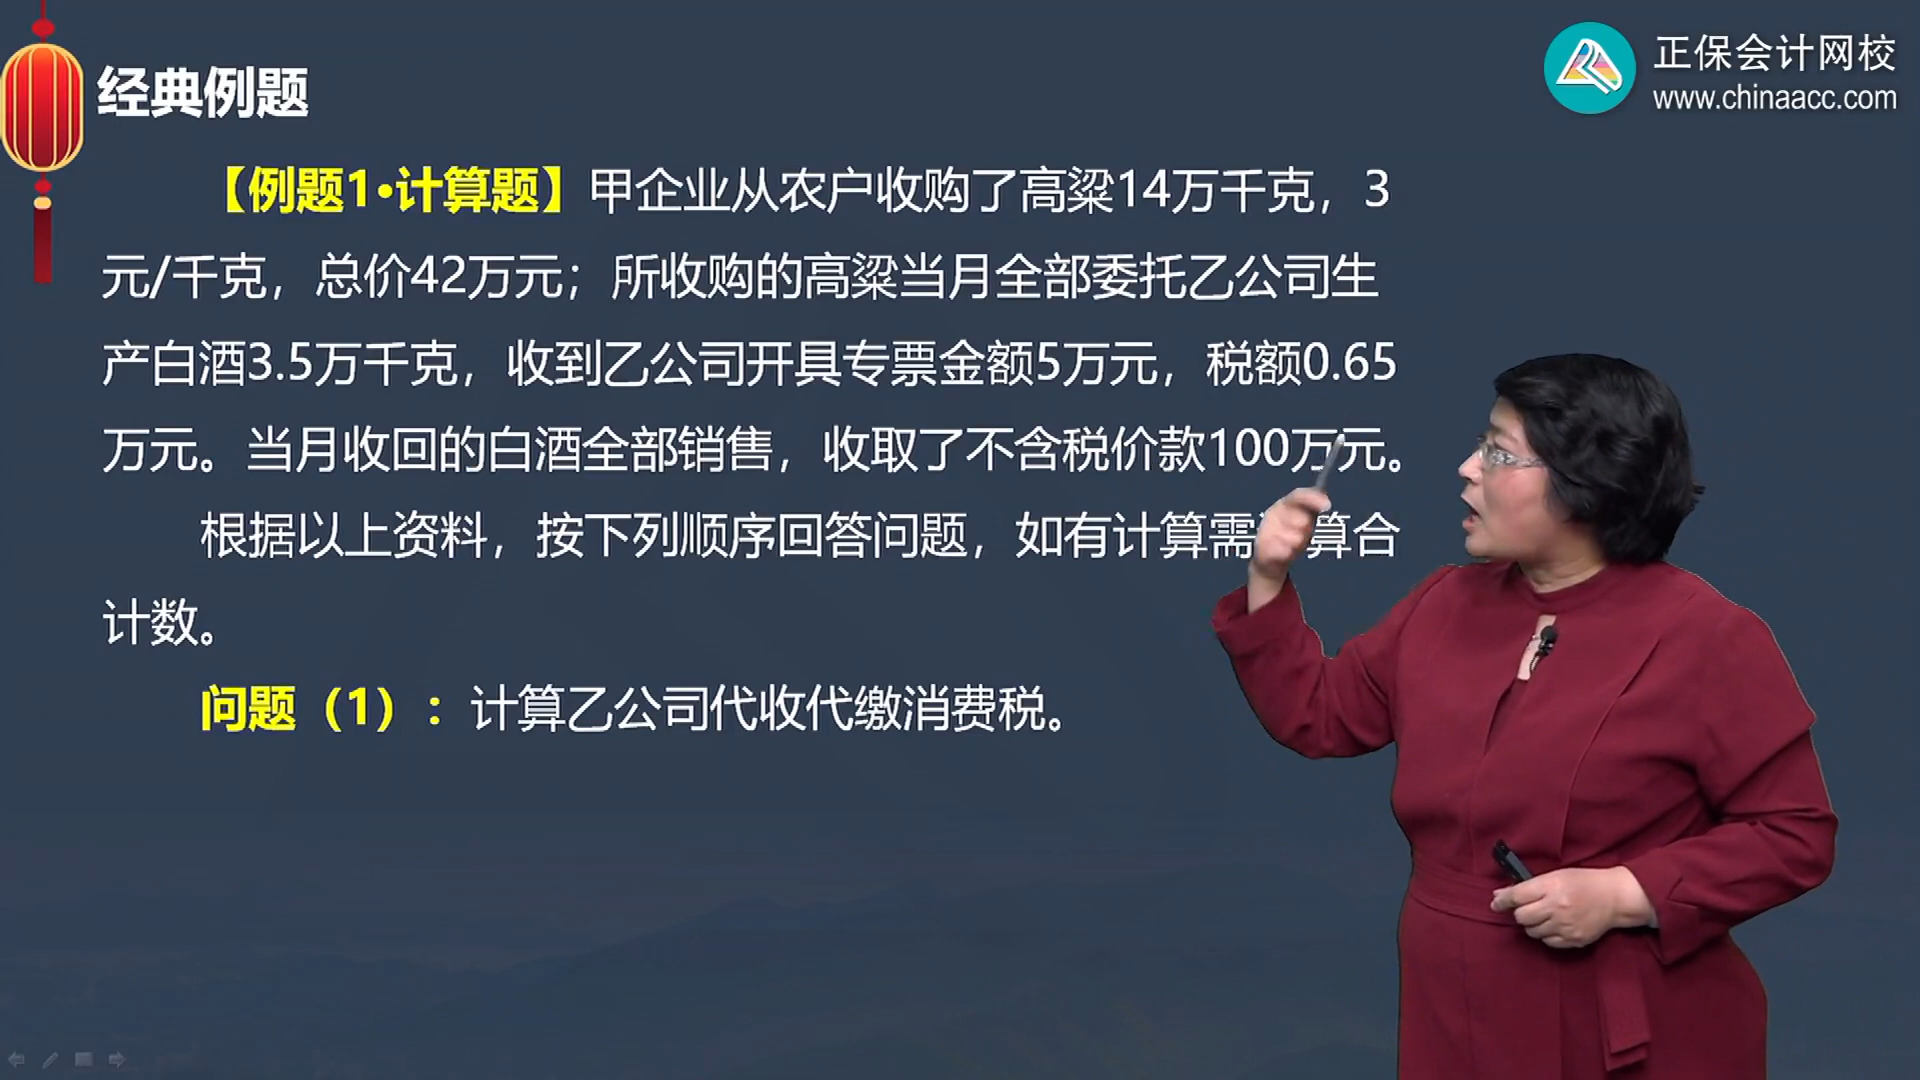 正保会计网校
www.chinaacc.com
经典例题
【例题1•计算题】甲企业从农户收购了高粱14万千克，3
元/千克，总价42万元；所收购的高粱当月全部委托乙公司生
产白酒3.5万千克，收到乙公司开具专票金额5万元，税额0.65
万元。当月收回的白酒全部销售，收取了不含税价款100万元。
根据以上资料，按下列顺序回答问题，如有计算需算合
计数。
问题（1）：计算乙公司代收代缴消费税。